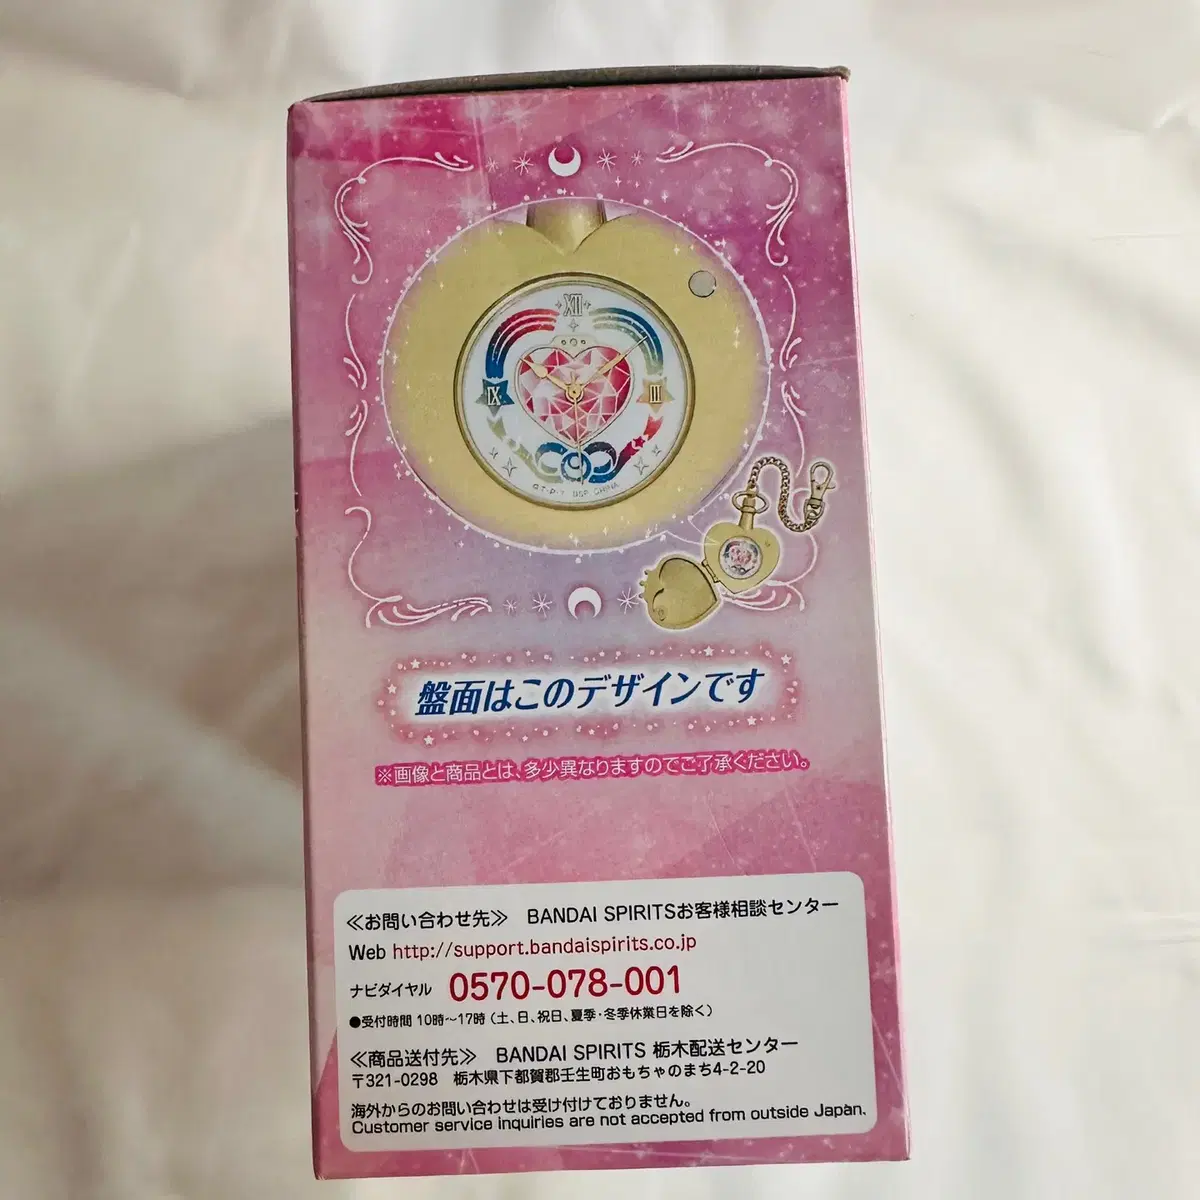 XII
IX
III
©T・P・Y BSP CHINA
盤面はこのデザインです
※画像と商品とは、多少異なりますのでご了承ください。
≪お問い合わせ先≫ BANDAI SPIRITSお客様相談センター
Web http://support.bandaispirits.co.jp
ナビダイヤル 0570-078-001
●受付時間 10時~17時(土、日、祝日、夏季・冬季休業日を除く)
≪商品送付先≫ BANDAI SPIRITS 栃木配送センター
〒321-0298 栃木県下都賀郡壬生町おもちゃのまち4-2-20
海外からのお問い合わせは受け付けておりません。
Customer service inquiries are not accepted from outside Japan.